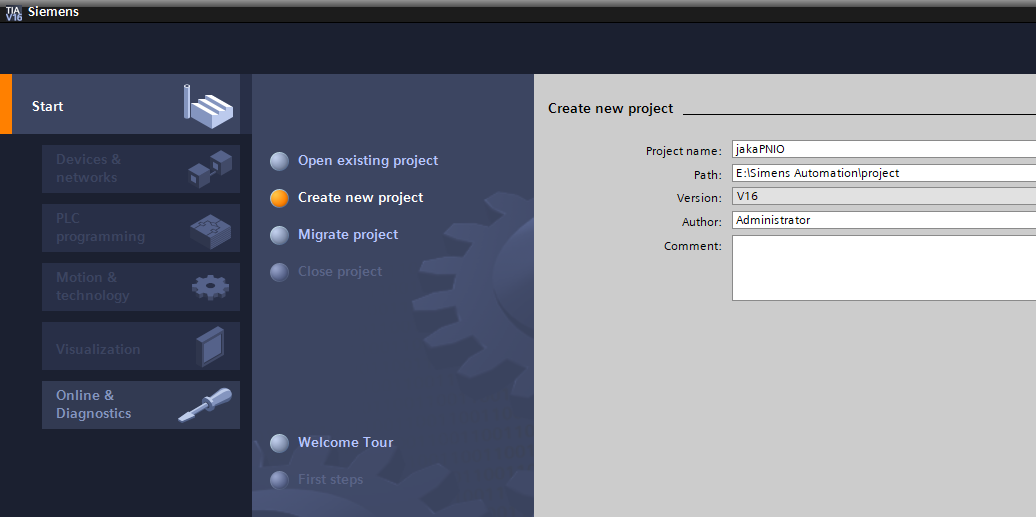 TIA
V16
Siemens
Start
Devices &
networks
PLC
programming
Motion &
technology
Visualization
Online &
Diagnostics
Open existing project
Create new project
Migrate project
Close project
Welcome Tour
First steps
Create new project
Project name: jakaPNIO
Path: E:\Simens Automation\project
Version: V16
Author: Administrator
Comment: